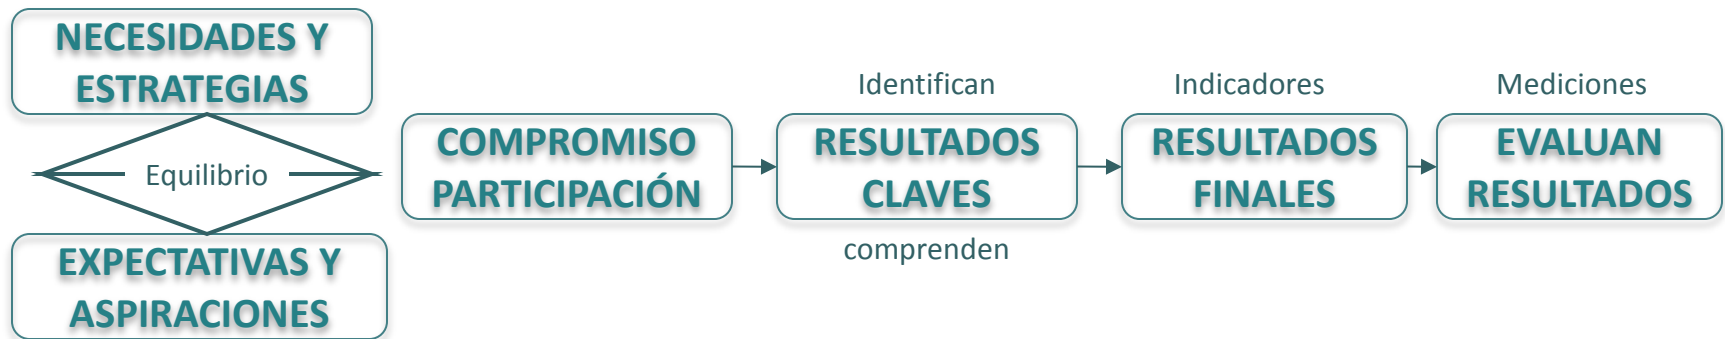 NECESIDADES Y
ESTRATEGIAS
Equilibrio
EXPECTATIVAS Y
ASPIRACIONES
COMPROMISO
PARTICIPACIÓN
Identifican
RESULTADOS
CLAVES
comprenden
Indicadores
RESULTADOS
FINALES
Mediciones
EVALUAN
RESULTADOS